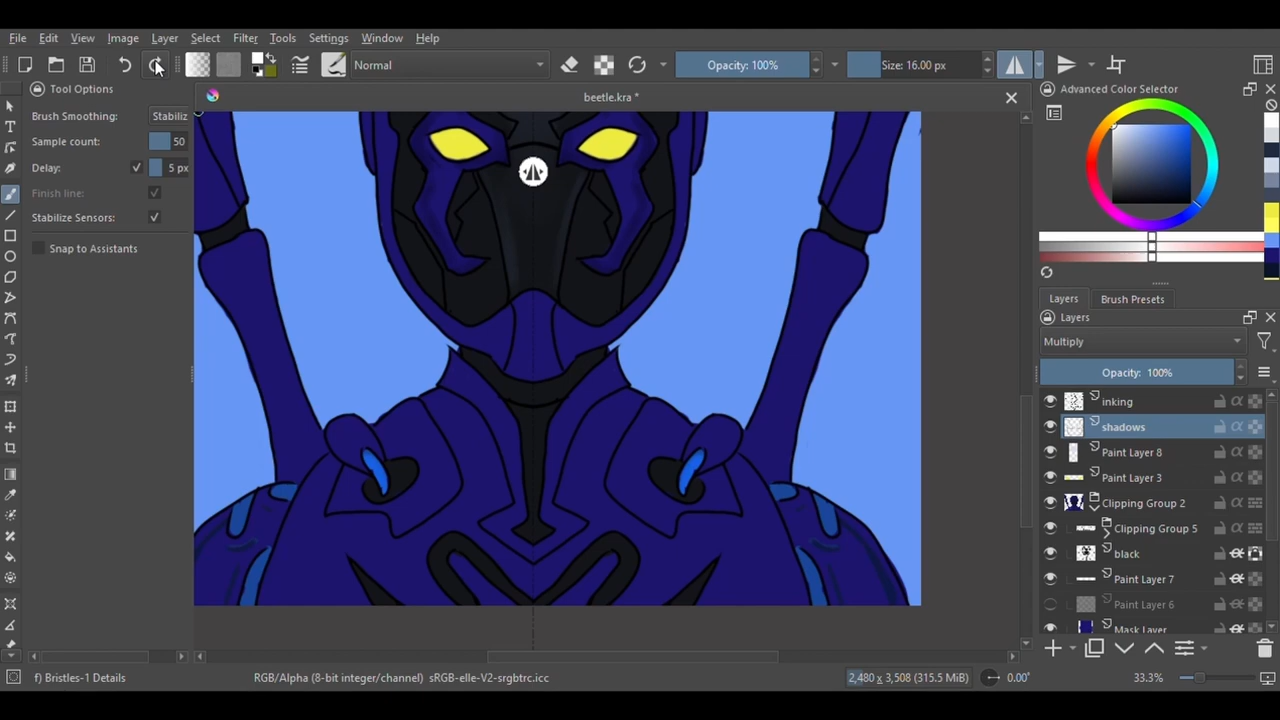 File Edit View Image Layer Select Filter Tools Settings Window Help
Normal Opacity: 100% Size: 16.00 px
Tool Options
Brush Smoothing: Stabiliz
Sample count: 50
Delay: 5 px
Finish line:
Stabilize Sensors:
Snap to Assistants
beetle.kra *
Advanced Color Selector
Layers Brush Presets
Layers
Multiply
Opacity: 100%
inking
shadows
Paint Layer 8
Paint Layer 3
Clipping Group 2
Clipping Group 5
black
Paint Layer 7
Paint Layer 6
Mask Layer
f) Bristles-1 Details RGB/Alpha (8-bit integer/channel) sRGB-elle-V2-srgbtrc.icc 2,480 x 3,508 (315.5 MiB) 0.00° 33.3%